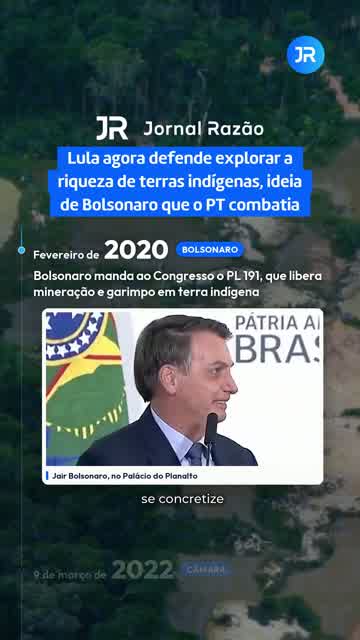 JR
JR Jornal Razão
Lula agora defende explorar a
riqueza de terras indígenas, ideia
de Bolsonaro que o PT combatia
Fevereiro de 2020 BOLSONARO
Bolsonaro manda ao Congresso o PL 191, que libera
mineração e garimpo em terra indígena
PÁTRIA AM
BRAS
Jair Bolsonaro, no Palácio do Planalto
se concretize
9 de março de 2022 CÂMARA